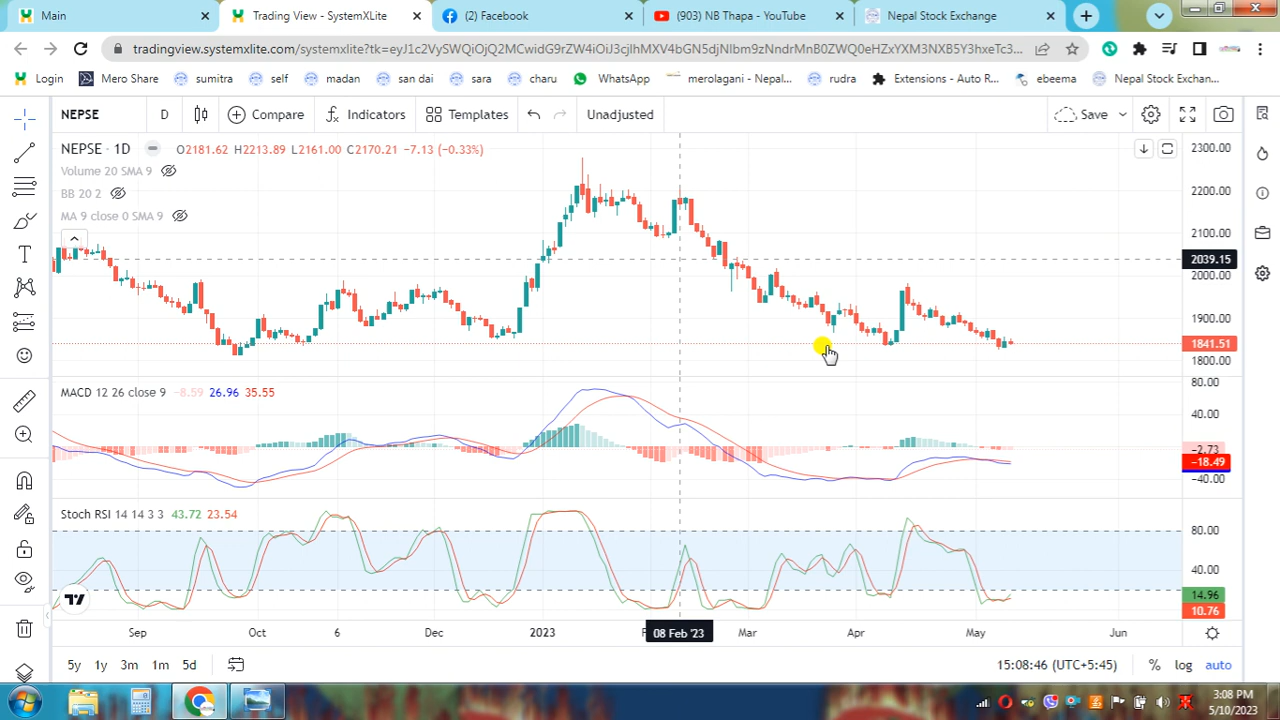 Main
Trading View - SystemXLite
(2) Facebook
(903) NB Thapa - YouTube
Nepal Stock Exchange
tradingview.systemxlite/systemxlite?tk=
Login
Mero Share
sumitra
self
madan
san dai
sara
charu
WhatsApp
merolagani - Nepal...
rudra
Extensions - Auto R...
ebeema
Nepal Stock Exchan...
NEPSE D Compare Indicators Templates Unadjusted Save
NEPSE · 1D O2181.62 H2213.89 L2161.00 C2170.21 −7.13 (−0.33%)
Volume 20 SMA 9
BB 20 2
MA 9 close 0 SMA 9
2300.00
2200.00
2100.00
2039.15
2000.00
1900.00
1841.51
1800.00
MACD 12 26 close 9 −8.59 26.96 35.55
80.00
40.00
−2.73
−18.49
−40.00
Stoch RSI 14 14 3 3 43.72 23.54
80.00
40.00
14.96
10.76
Sep Oct 6 Dec 2023 08 Feb '23 Mar Apr May Jun
5y 1y 3m 1m 5d 15:08:46 (UTC+5:45) % log auto
3:08 PM
5/10/2023